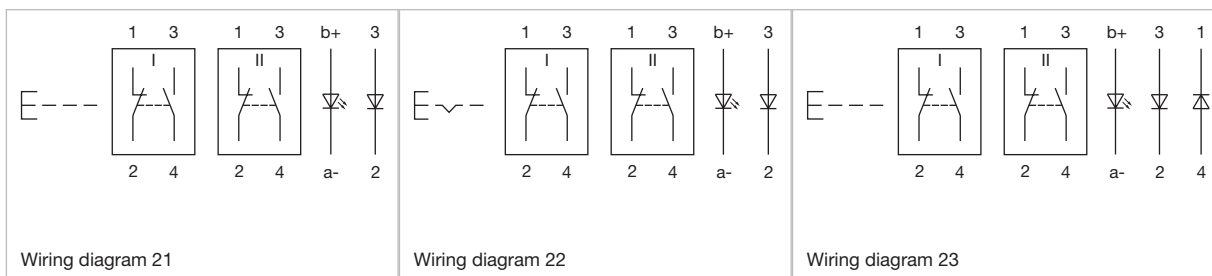 1 3 1 3 b+ 3
I II
2 4 2 4 a- 2
Wiring diagram 21
1 3 1 3 b+ 3
I II
2 4 2 4 a- 2
Wiring diagram 22
1 3 1 3 b+ 3 1
I II
2 4 2 4 a- 2 4
Wiring diagram 23